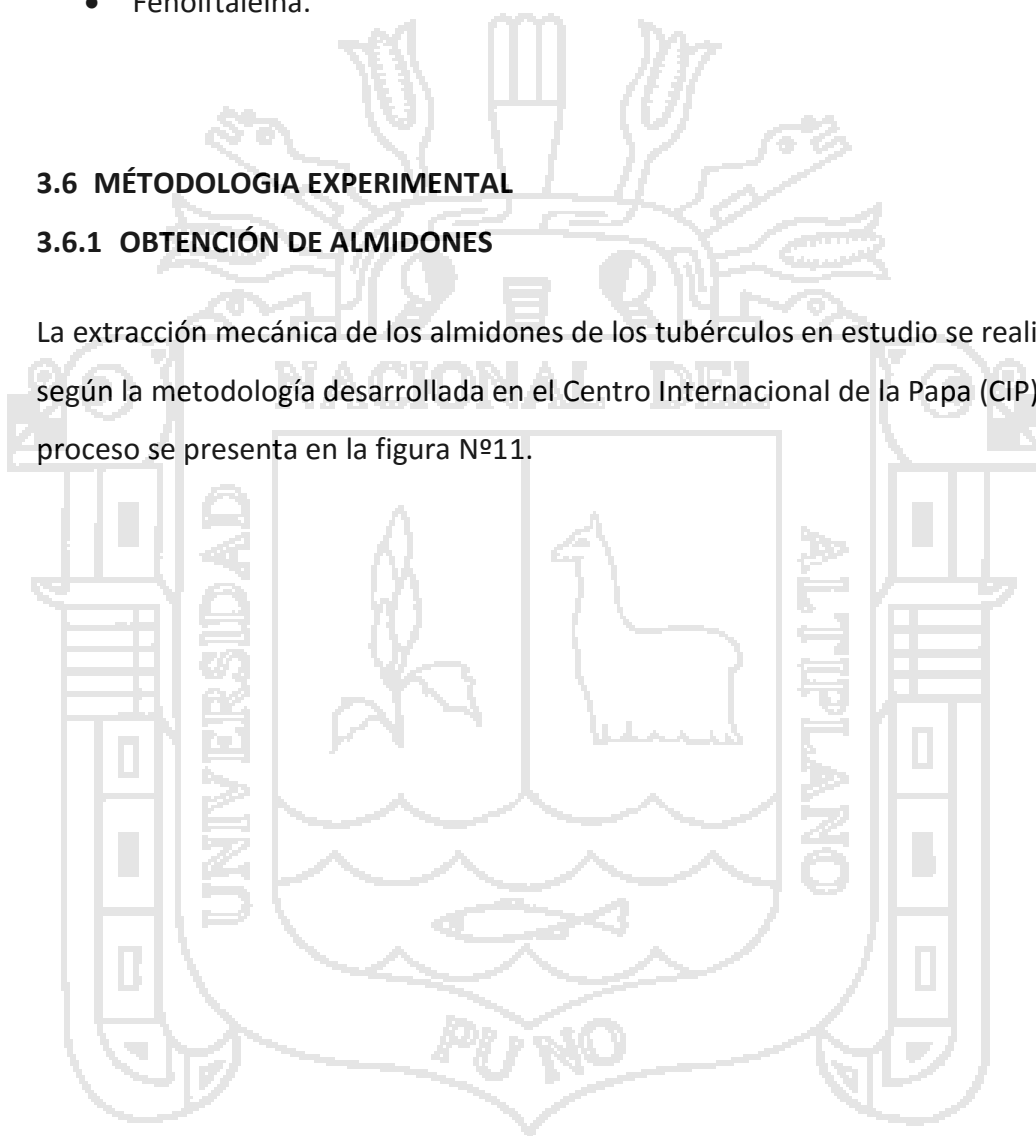 • Fenolftaleína.
3.6 MÉTODOLOGIA EXPERIMENTAL
3.6.1 OBTENCIÓN DE ALMIDONES
La extracción mecánica de los almidones de los tubérculos en estudio se reali
según la metodología desarrollada en el Centro Internacional de la Papa (CIP)
proceso se presenta en la figura Nº11.
NACIONAL DEL
UNIVERSIDAD
ALTIPLANO
PUNO